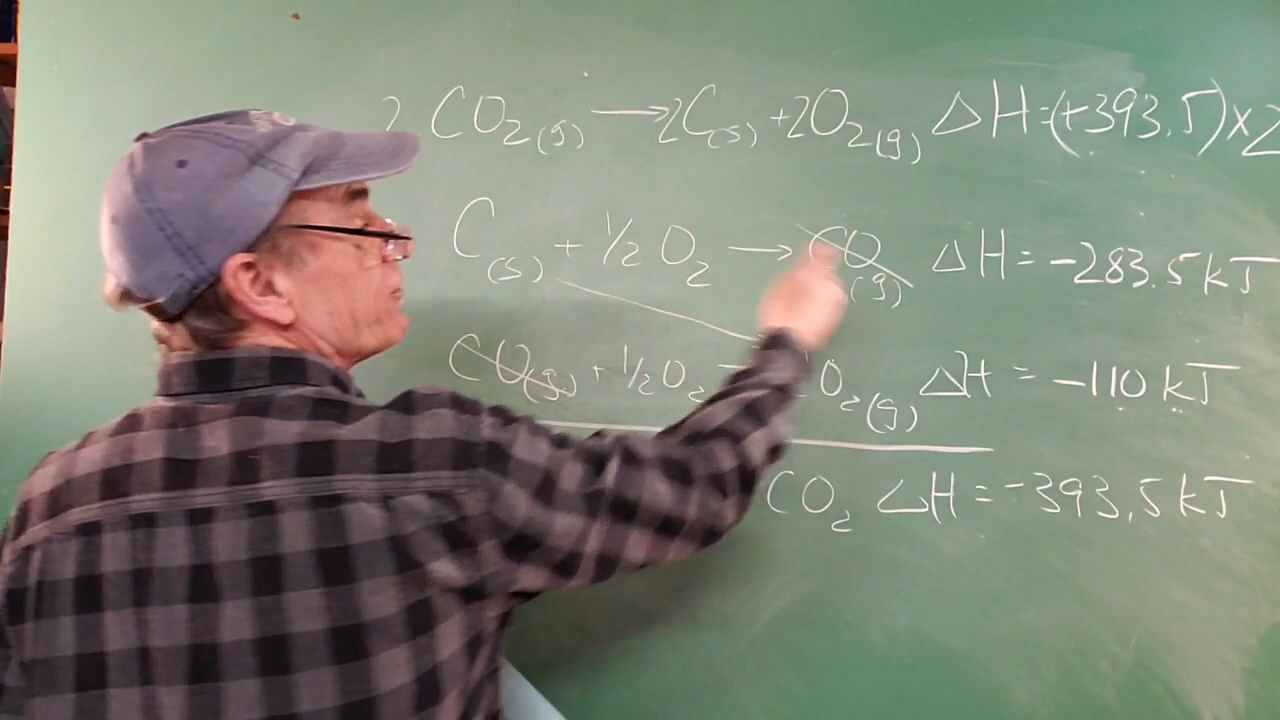 2 CO₂(g) → 2C(s) + 2O₂(g) ΔH = (+393.5) x 2
C(s) + 1/2 O₂ → CO(g) ΔH = -283.5 kJ
CO(g) + 1/2 O₂ O₂(g) ΔH = -110 kJ
CO₂ ΔH = -393.5 kJ